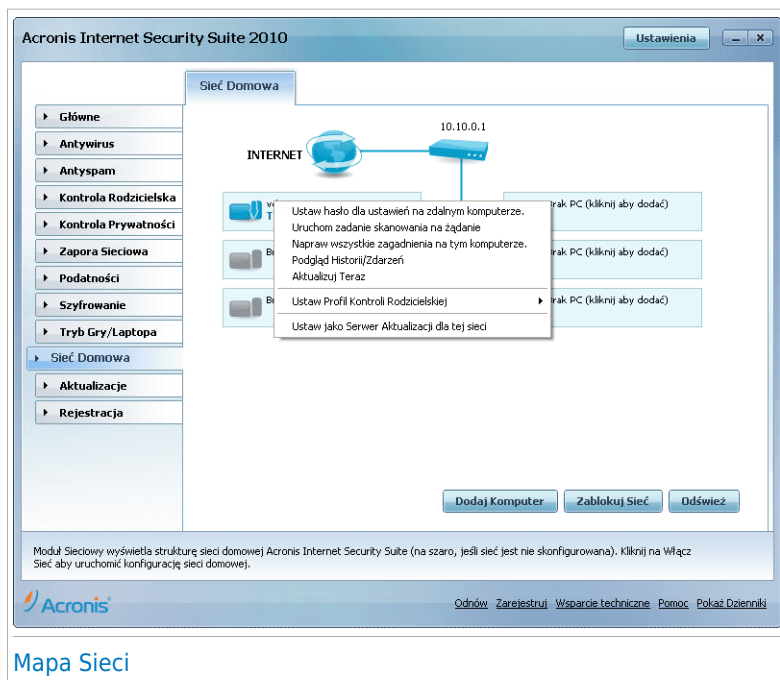 Acronis Internet Security Suite 2010
Ustawienia
Sieć Domowa
Główne
Antywirus
Antyspam
Kontrola Rodzicielska
Kontrola Prywatności
Zapora Sieciowa
Podatności
Szyfrowanie
Tryb Gry/Laptopa
Sieć Domowa
Aktualizacje
Rejestracja
10.10.0.1
INTERNET
Ustaw hasło dla ustawień na zdalnym komputerze.
Uruchom zadanie skanowania na żądanie
Napraw wszystkie zagadnienia na tym komputerze.
Podgląd Historii/Zdarzeń
Aktualizuj Teraz
Ustaw Profil Kontroli Rodzicielskiej
Ustaw jako Serwer Aktualizacji dla tej sieci
PC (kliknij aby dodać)
PC (kliknij aby dodać)
PC (kliknij aby dodać)
Dodaj Komputer Zablokuj Sieć Odśwież
Moduł Sieciowy wyświetla strukturę sieci domowej Acronis Internet Security Suite (na szaro, jeśli sieć jest nie skonfigurowana). Kliknij na Włącz
Sieć aby uruchomić konfigurację sieci domowej.
Acronis
Odnów Zarejestruj Wsparcie techniczne Pomoc Pokaż Dzienniki
Mapa Sieci